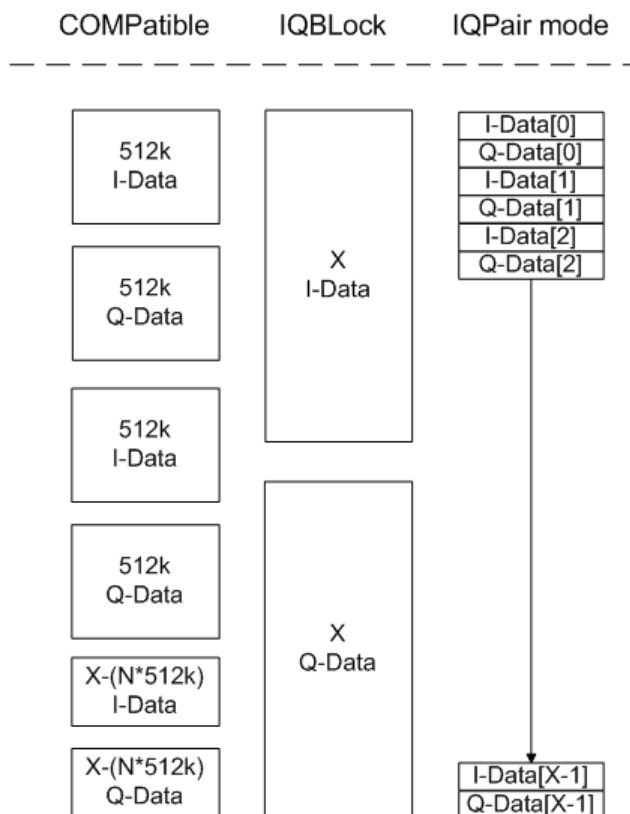 COMPatible
IQBLock
IQPair mode
512k
I-Data
512k
Q-Data
512k
I-Data
512k
Q-Data
X-(N*512k)
I-Data
X-(N*512k)
Q-Data
X
I-Data
X
Q-Data
I-Data[0]
Q-Data[0]
I-Data[1]
Q-Data[1]
I-Data[2]
Q-Data[2]
I-Data[X-1]
Q-Data[X-1]